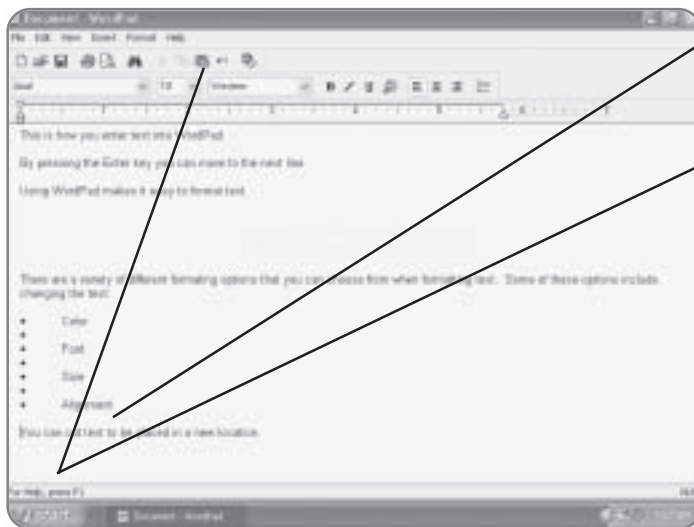 Document - WordPad
File Edit View Insert Format Help
Arial 10 Western
This is how you enter text into WordPad.
By pressing the Enter key you can move to the next line.
Using WordPad makes it easy to format text.
There are a variety of different formatting options that you can choose from when formatting text. Some of these options include
changing the text:
• Color
•
• Font
•
• Size
•
• Alignment
You can cut text to be placed in a new location.
For Help, press F1
start Document - WordPad